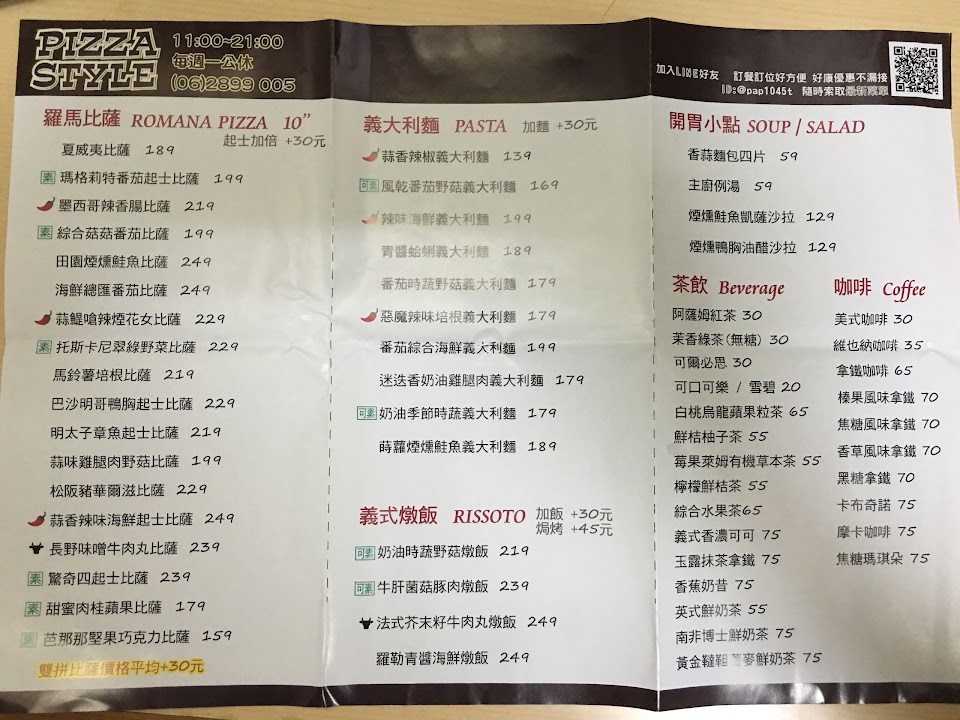 PIZZA STYLE
11:00~21:00
每週一公休
(06)2899 005
加入LINE好友 訂餐訂位好方便 好康優惠不漏接
ID:@pap1045t 隨時索取最新菜單
羅馬比薩 ROMANA PIZZA 10”
起士加倍 +30元
夏威夷比薩 189
素 瑪格莉特番茄起士比薩 199
墨西哥辣香腸比薩 219
素 綜合菇菇番茄比薩 199
田園煙燻鮭魚比薩 249
海鮮總匯番茄比薩 249
蒜鯷嗆辣煙花女比薩 229
素 托斯卡尼翠綠野菜比薩 229
馬鈴薯培根比薩 219
巴沙明哥鴨胸起士比薩 229
明太子章魚起士比薩 219
蒜味雞腿肉野菇比薩 199
松阪豬華爾滋比薩 229
蒜香辣味海鮮起士比薩 249
長野味噌牛肉丸比薩 239
素 驚奇四起士比薩 239
素 甜蜜肉桂蘋果比薩 179
素 芭那那堅果巧克力比薩 159
雙拼比薩價格平均+30元
義大利麵 PASTA 加麵 +30元
蒜香辣椒義大利麵 139
可素 風乾番茄野菇義大利麵 169
辣味海鮮義大利麵 199
青醬蛤蜊義大利麵 189
番茄時蔬野菇義大利麵 179
惡魔辣味培根義大利麵 179
番茄綜合海鮮義大利麵 199
迷迭香奶油雞腿肉義大利麵 179
可素 奶油季節時蔬義大利麵 179
蒔蘿煙燻鮭魚義大利麵 189
義式燉飯 RISSOTO 加飯 +30元
焗烤 +45元
可素 奶油時蔬野菇燉飯 219
可素 牛肝菌菇豚肉燉飯 239
法式芥末籽牛肉丸燉飯 249
羅勒青醬海鮮燉飯 249
開胃小點 SOUP / SALAD
香蒜麵包四片 59
主廚例湯 59
煙燻鮭魚凱薩沙拉 129
煙燻鴨胸油醋沙拉 129
茶飲 Beverage
阿薩姆紅茶 30
茉香綠茶(無糖) 30
可爾必思 30
可口可樂 / 雪碧 20
白桃烏龍蘋果粒茶 65
鮮桔柚子茶 55
莓果萊姆有機草本茶 55
檸檬鮮桔茶 55
綜合水果茶65
義式香濃可可 75
玉露抹茶拿鐵 75
香蕉奶昔 75
英式鮮奶茶 55
南非博士鮮奶茶 75
黃金韃靼蕎麥鮮奶茶 75
咖啡 Coffee
美式咖啡 30
維也納咖啡 35
拿鐵咖啡 65
榛果風味拿鐵 70
焦糖風味拿鐵 70
香草風味拿鐵 70
黑糖拿鐵 70
卡布奇諾 75
摩卡咖啡 75
焦糖瑪琪朵 75